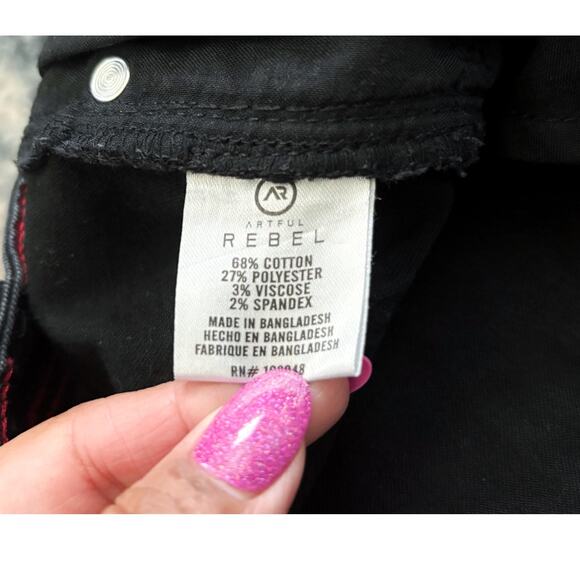 AR
ARTFUL
REBEL
68% COTTON
27% POLYESTER
3% VISCOSE
2% SPANDEX
MADE IN BANGLADESH
HECHO EN BANGLADESH
FABRIQUE EN BANGLADESH
RN#